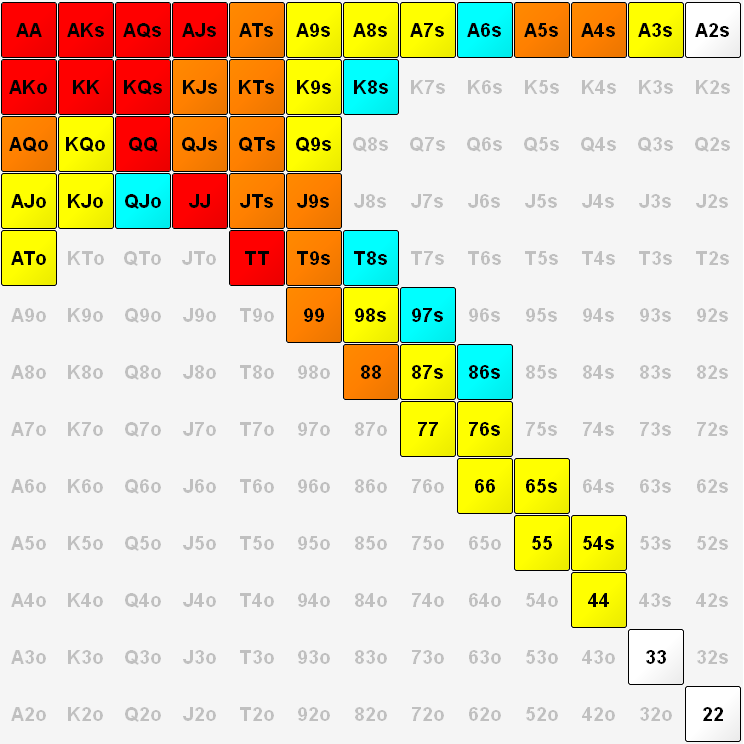 AA AKs AQs AJs ATs A9s A8s A7s A6s A5s A4s A3s A2s
AKo KK KQs KJs KTs K9s K8s K7s K6s K5s K4s K3s K2s
AQo KQo QQ QJs QTs Q9s Q8s Q7s Q6s Q5s Q4s Q3s Q2s
AJo KJo QJo JJ JTs J9s J8s J7s J6s J5s J4s J3s J2s
ATo KTo QTo JTo TT T9s T8s T7s T6s T5s T4s T3s T2s
A9o K9o Q9o J9o T9o 99 98s 97s 96s 95s 94s 93s 92s
A8o K8o Q8o J8o T8o 98o 88 87s 86s 85s 84s 83s 82s
A7o K7o Q7o J7o T7o 97o 87o 77 76s 75s 74s 73s 72s
A6o K6o Q6o J6o T6o 96o 86o 76o 66 65s 64s 63s 62s
A5o K5o Q5o J5o T5o 95o 85o 75o 65o 55 54s 53s 52s
A4o K4o Q4o J4o T4o 94o 84o 74o 64o 54o 44 43s 42s
A3o K3o Q3o J3o T3o 93o 83o 73o 63o 53o 43o 33 32s
A2o K2o Q2o J2o T2o 92o 82o 72o 62o 52o 42o 32o 22